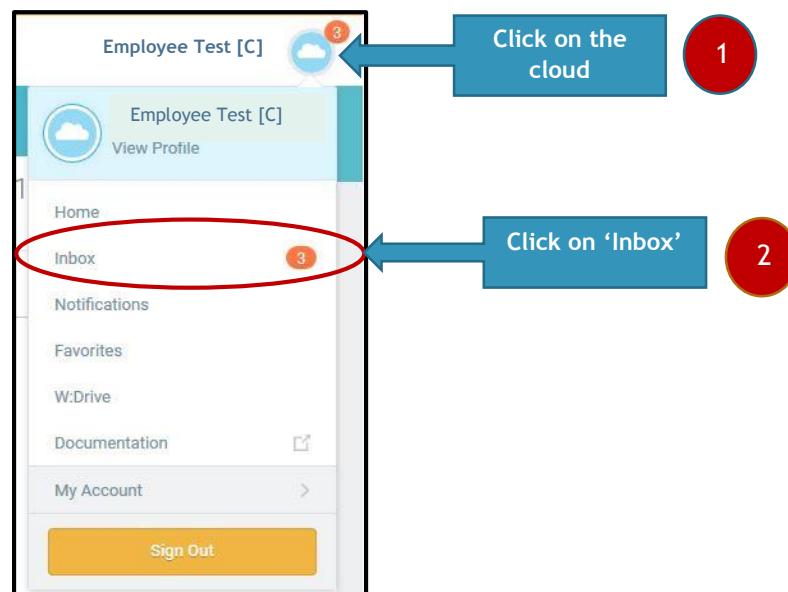 Employee Test [C]
3
Click on the
cloud
1
Employee Test [C]
View Profile
1
Home
Inbox
3
Click on ‘Inbox’
2
Notifications
Favorites
W:Drive
Documentation
My Account
Sign Out